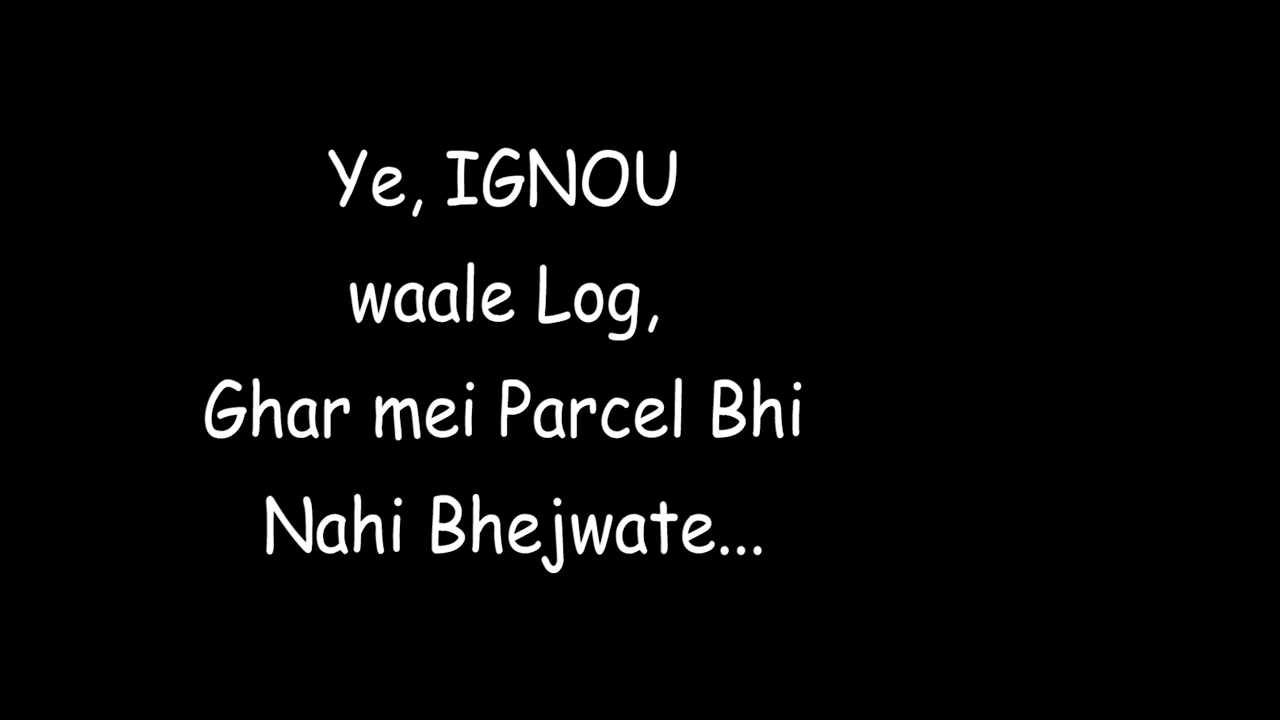 Ye, IGNOU
waale Log,
Ghar mei Parcel Bhi
Nahi Bhejwate...